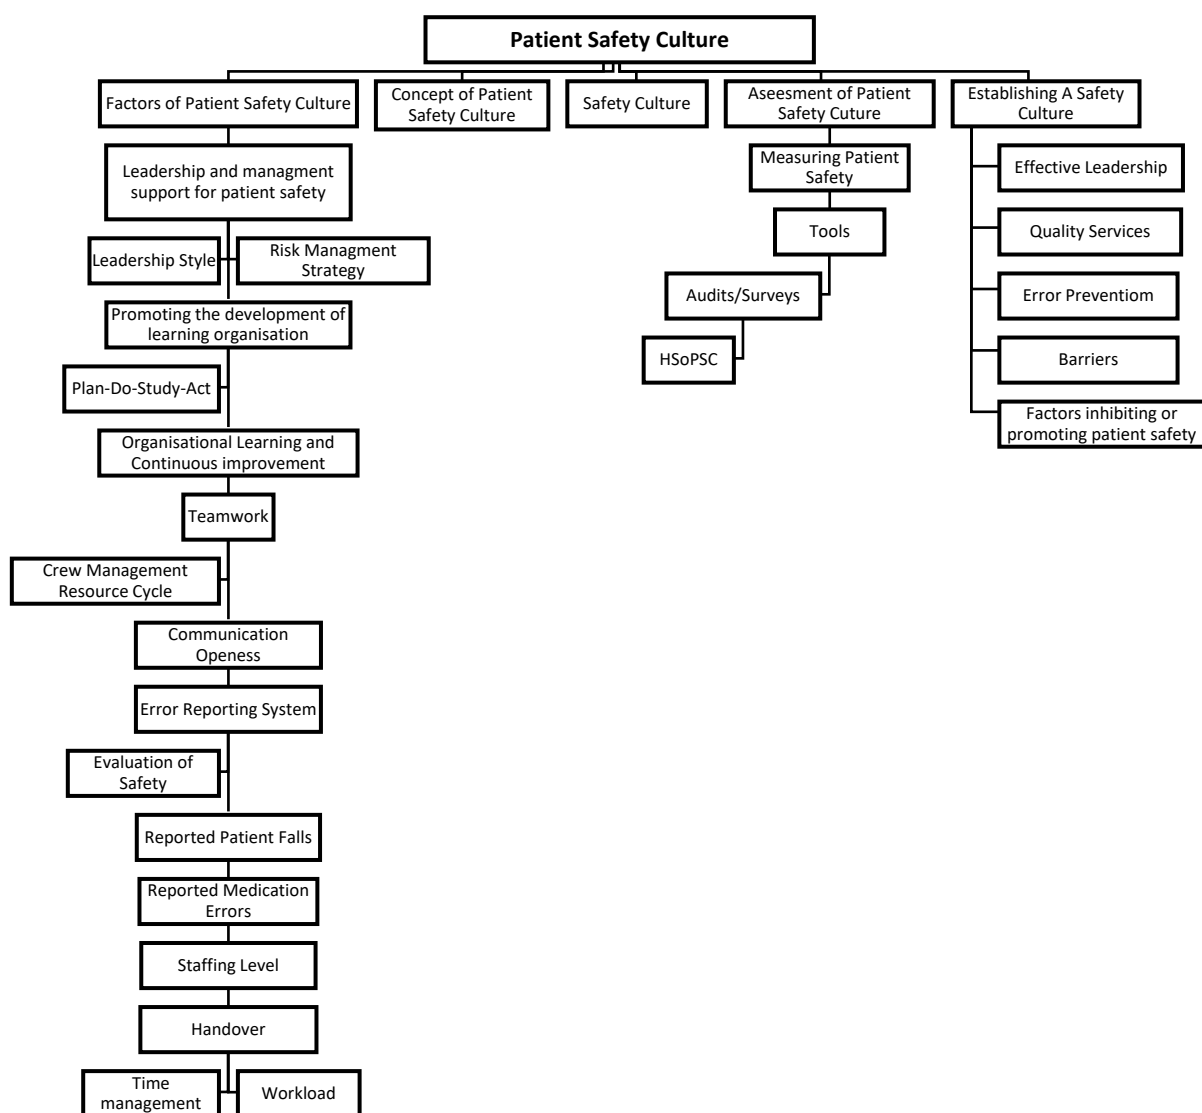 Patient Safety Culture
Factors of Patient Safety Culture
Concept of Patient
Safety Culture
Safety Culture
Aseesment of Patient
Safety Cuture
Establishing A Safety
Culture
Leadership and managment
support for patient safety
Leadership Style
Risk Managment
Strategy
Promoting the development of
learning organisation
Plan-Do-Study-Act
Organisational Learning and
Continuous improvement
Teamwork
Crew Management
Resource Cycle
Communication
Openess
Error Reporting System
Evaluation of
Safety
Reported Patient Falls
Reported Medication
Errors
Staffing Level
Handover
Time
management
Workload
Measuring Patient
Safety
Tools
Audits/Surveys
HSoPSC
Effective Leadership
Quality Services
Error Preventiom
Barriers
Factors inhibiting or
promoting patient safety